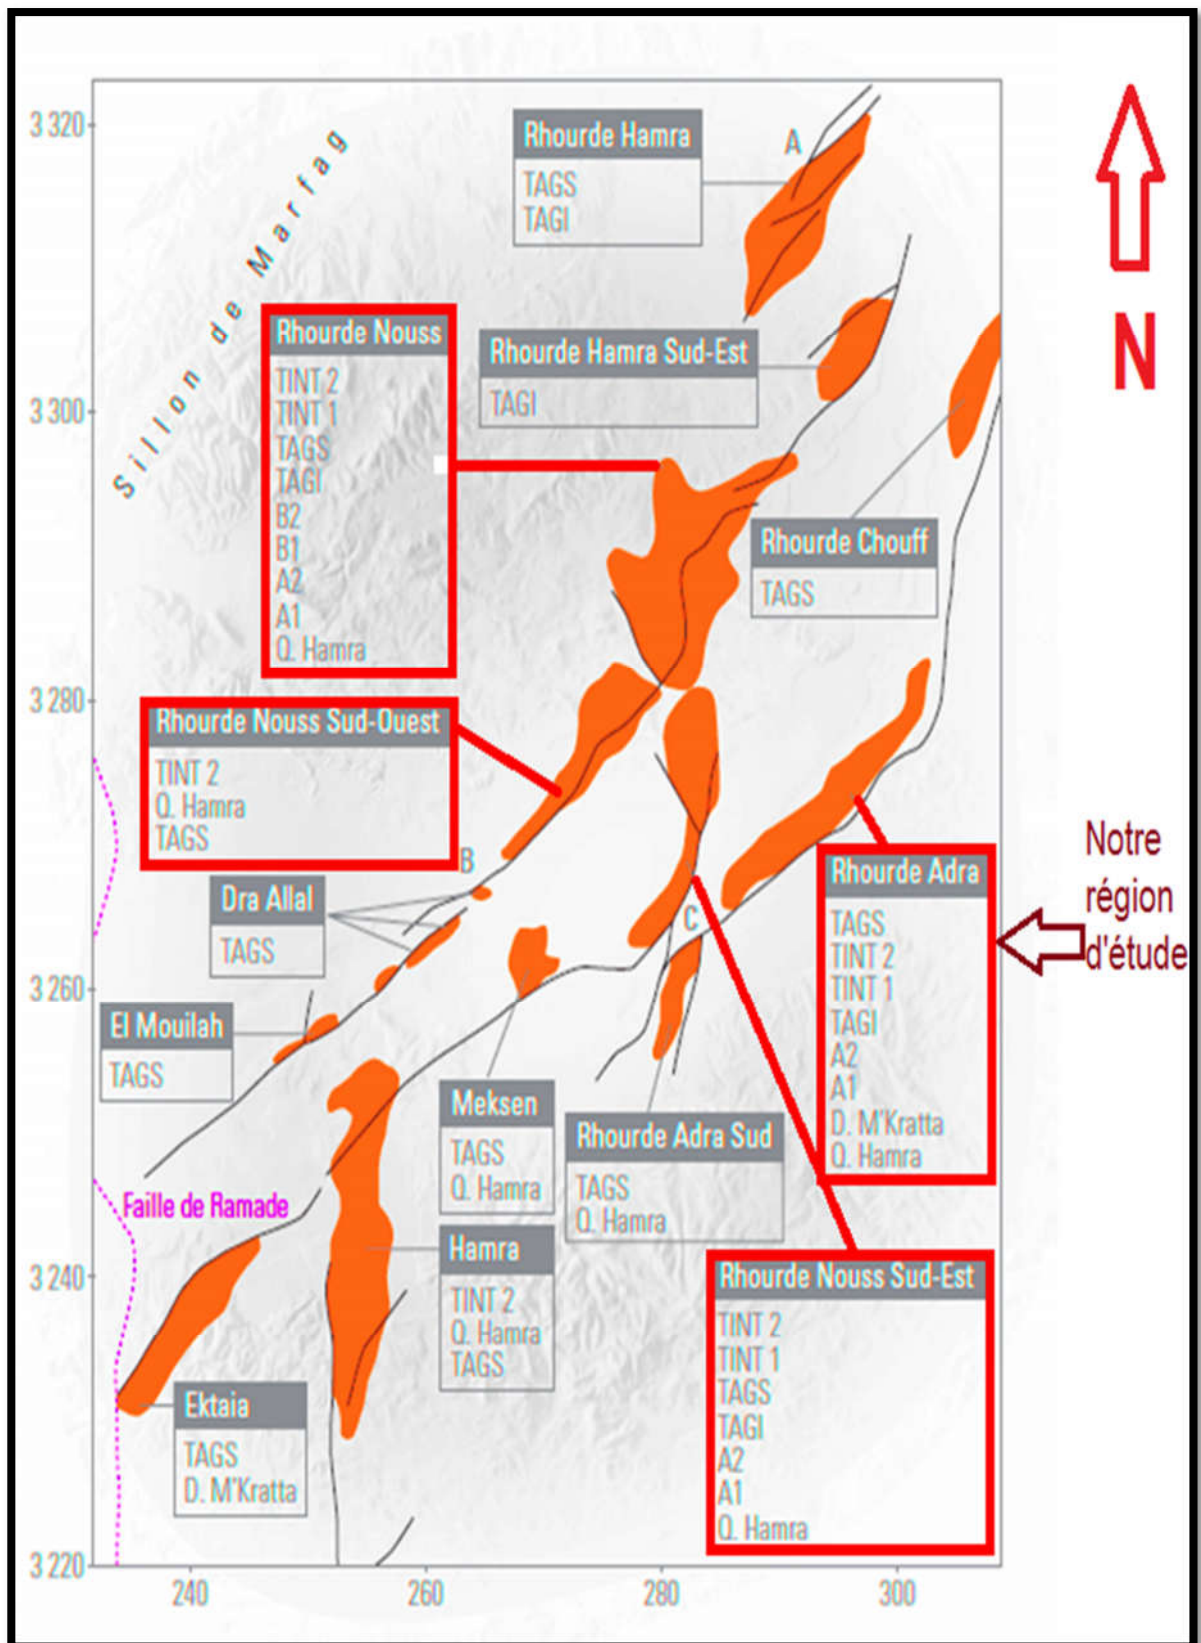 3 320
3 300
3 280
3 260
3 240
3 220
240
260
280
300
Sillon de Marfag
A
Rhourde Hamra
TAGS
TAGI
N
Rhourde Nouss
TINT 2
TINT 1
TAGS
TAGI
B2
B1
A2
A1
Q. Hamra
Rhourde Hamra Sud-Est
TAGI
Rhourde Chouff
TAGS
Rhourde Nouss Sud-Ouest
TINT 2
Q. Hamra
TAGS
B
Dra Allal
TAGS
C
Rhourde Adra
TAGS
TINT 2
TINT 1
TAGI
A2
A1
D. M'Kratta
Q. Hamra
Notre
région
d'étude
El Mouilah
TAGS
Meksen
TAGS
Q. Hamra
Rhourde Adra Sud
TAGS
Q. Hamra
Faille de Ramade
Hamra
TINT 2
Q. Hamra
TAGS
Rhourde Nouss Sud-Est
TINT 2
TINT 1
TAGS
TAGI
A2
A1
Q. Hamra
Ektaia
TAGS
D. M'Kratta